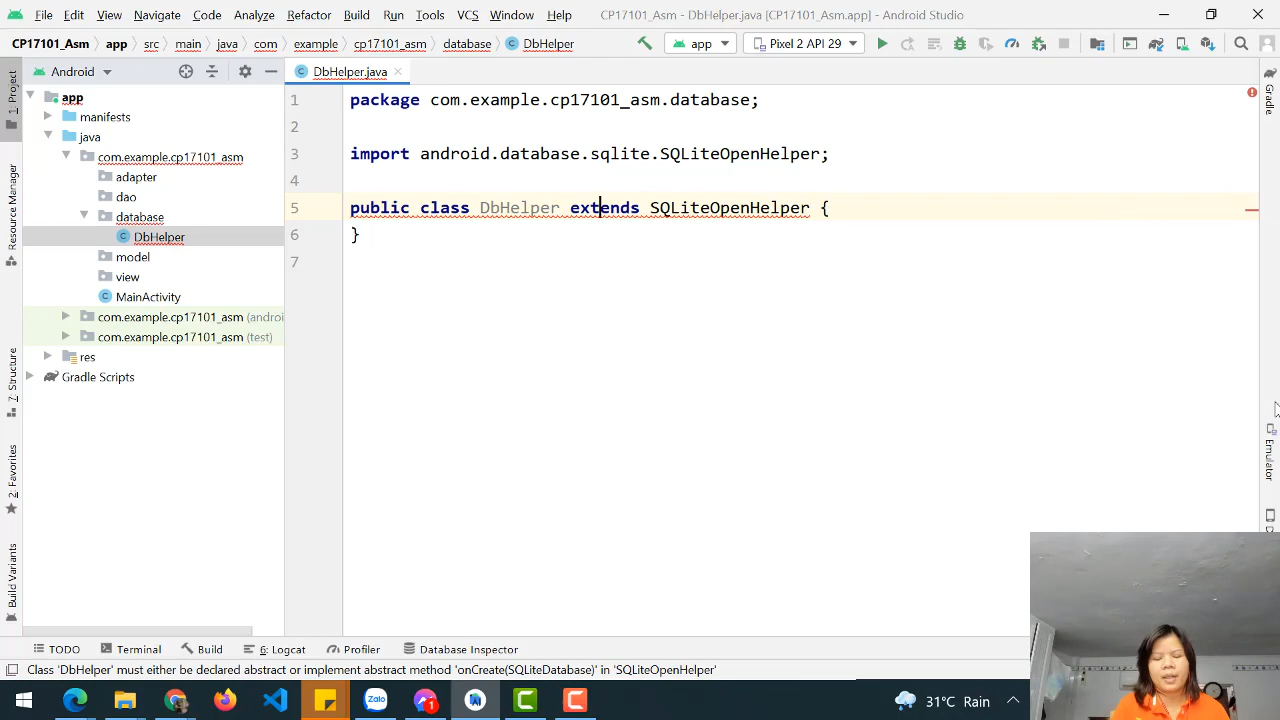 File Edit View Navigate Code Analyze Refactor Build Run Tools VCS Window Help CP17101_Asm - DbHelper.java [CP17101_Asm.app] - Android Studio
CP17101_Asm app src main java com example cp17101_asm database DbHelper app Pixel 2 API 29
Android DbHelper.java
1: Project
Resource Manager
Z: Structure
2: Favorites
Build Variants
app
manifests
java
com.example.cp17101_asm
adapter
dao
database
DbHelper
model
view
MainActivity
com.example.cp17101_asm (androi
com.example.cp17101_asm (test)
res
Gradle Scripts
1 package com.example.cp17101_asm.database;
2
3 import android.database.sqlite.SQLiteOpenHelper;
4
5 public class DbHelper extends SQLiteOpenHelper {
6 }
7
Gradle
Emulator
TODO Terminal Build 6: Logcat Profiler Database Inspector
Class 'DbHelper' must either be declared abstract or implement abstract method 'onCreate(SQLiteDatabase)' in 'SQLiteOpenHelper'
Zalo 1 31°C Rain